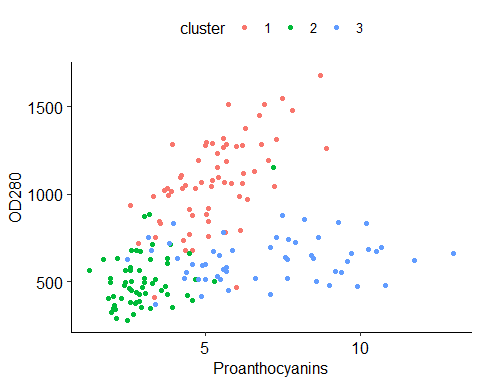 cluster 1 2 3
1500
1000
500
OD280
5 10
Proanthocyanins